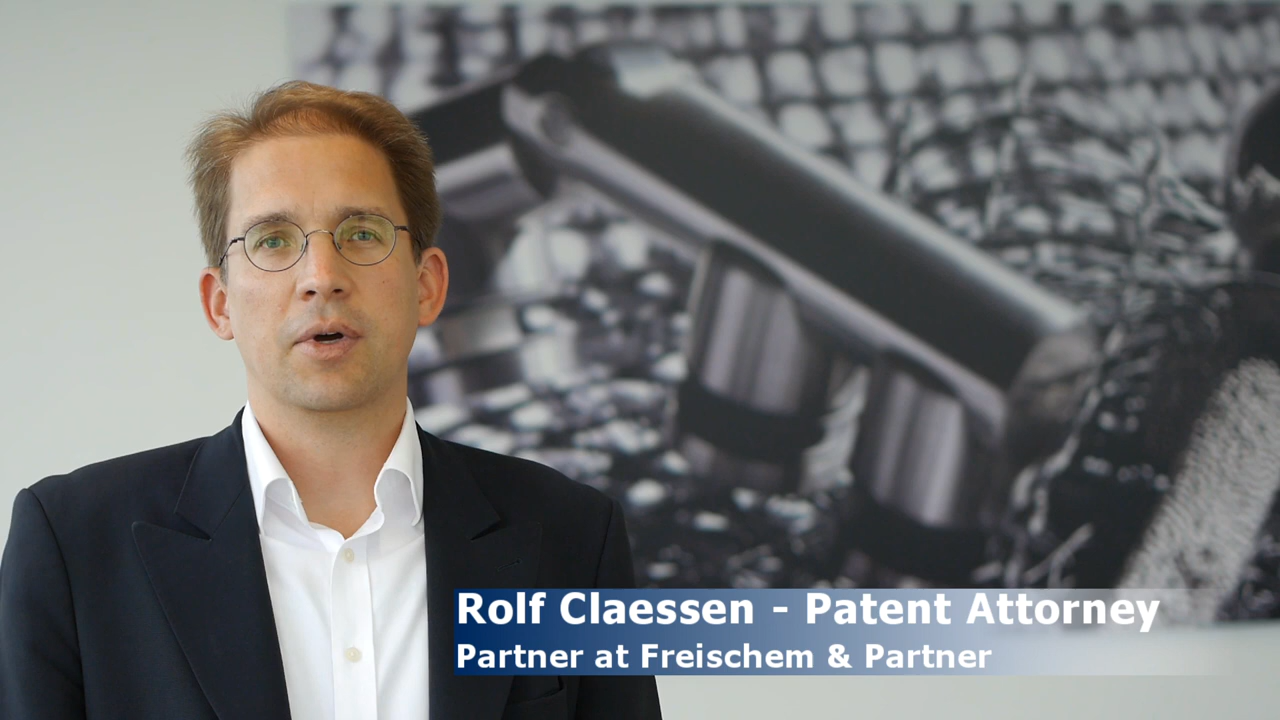 Rolf Claessen - Patent Attorney
Partner at Freischem & Partner